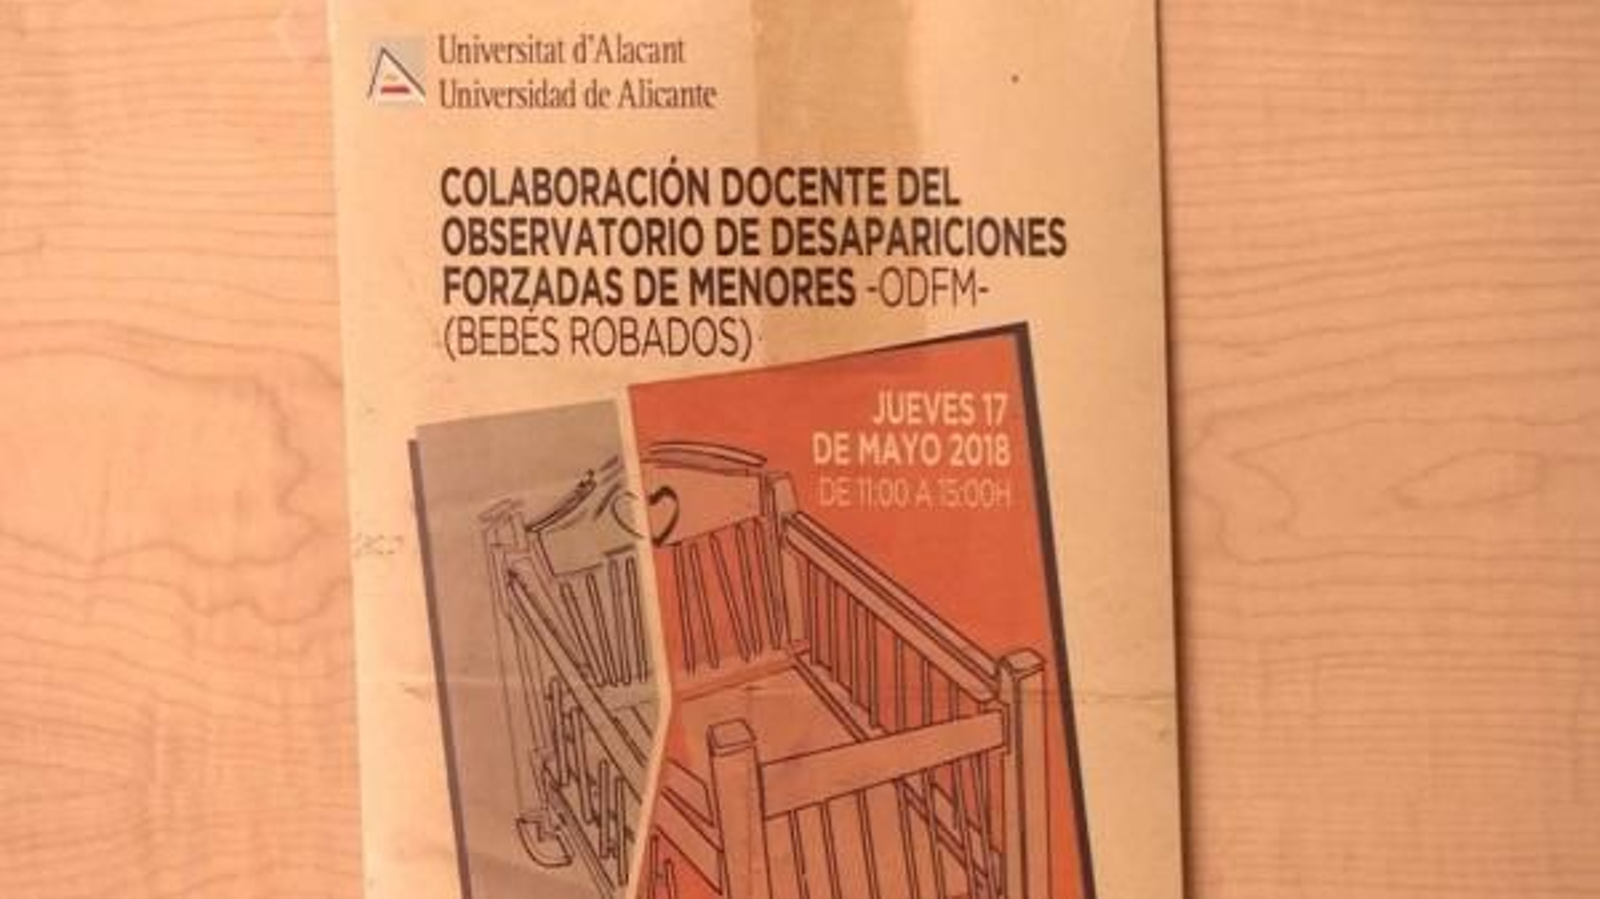 Universitat d'Alacant
Universidad de Alicante
COLABORACIÓN DOCENTE DEL
OBSERVATORIO DE DESAPARICIONES
FORZADAS DE MENORES -ODFM-
(BEBÉS ROBADOS)
JUEVES 17
DE MAYO 2018
DE 11:00 A 13:00H